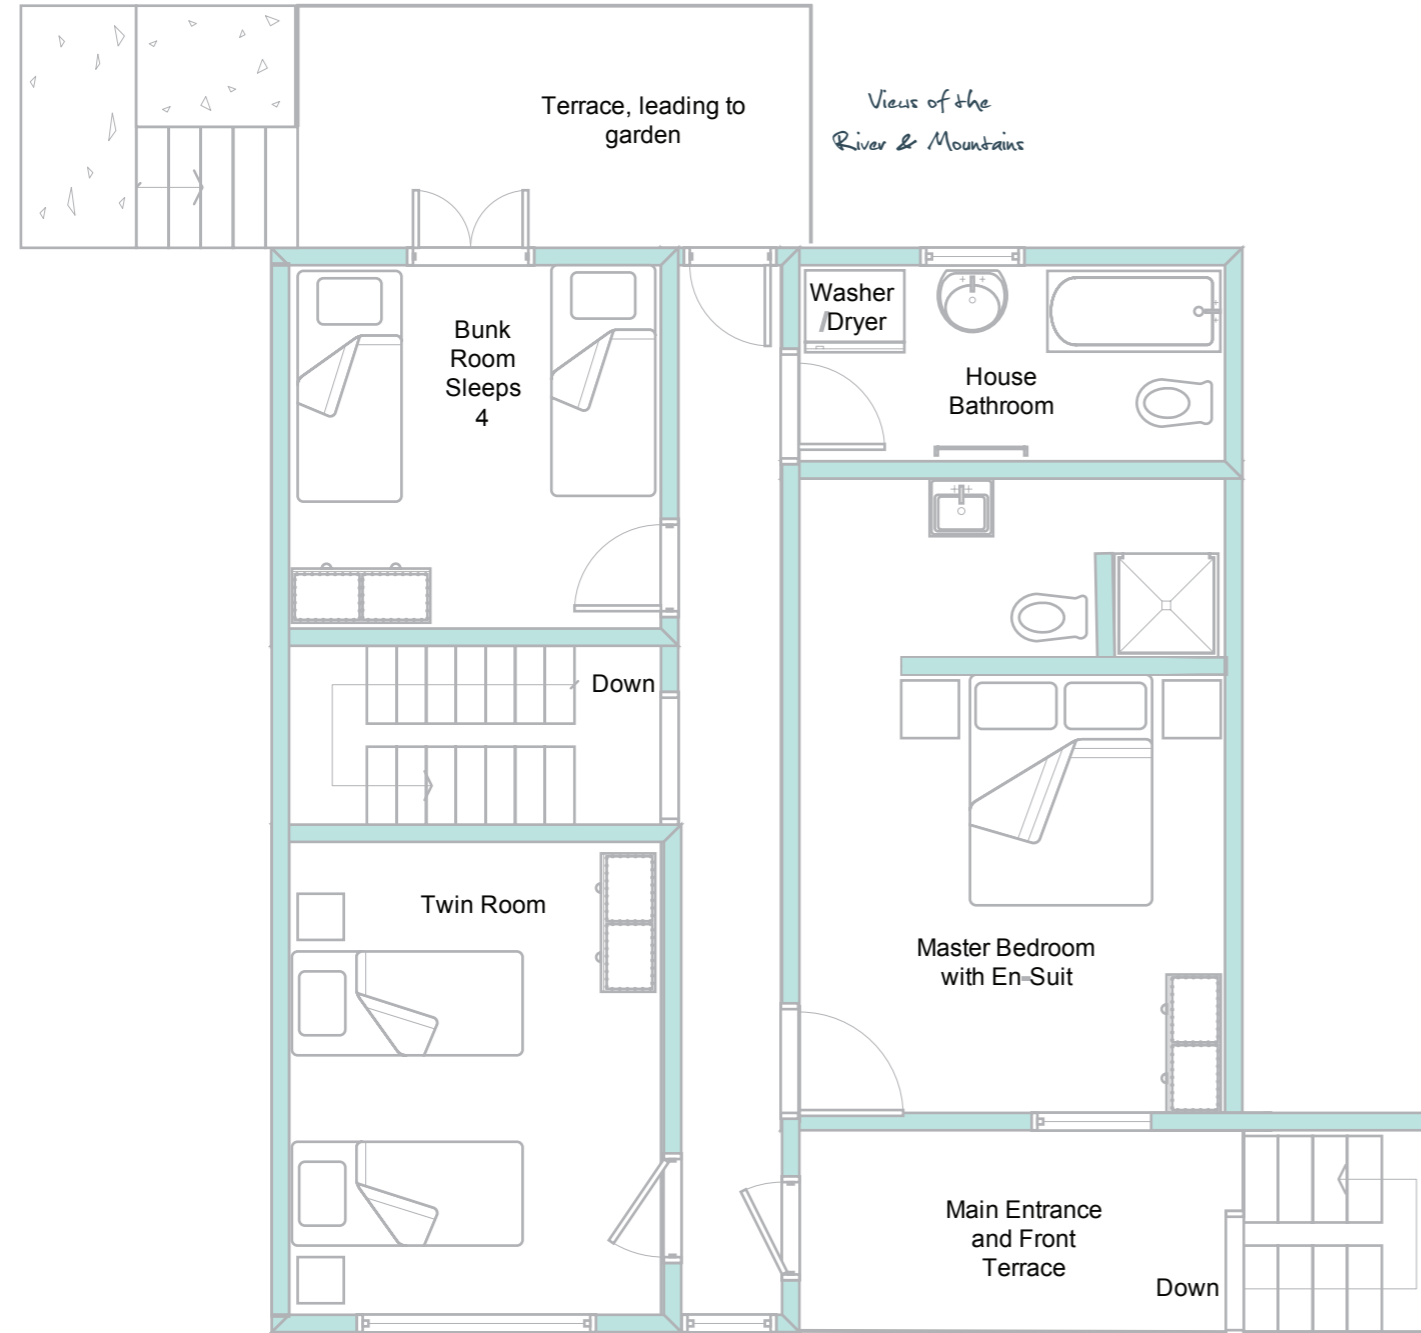 Terrace, leading to
garden
Views of the
River & Mountains
Washer
/Dryer
Bunk
Room
Sleeps
4
House
Bathroom
Down
Twin Room
Master Bedroom
with En-Suit
Main Entrance
and Front
Terrace
Down